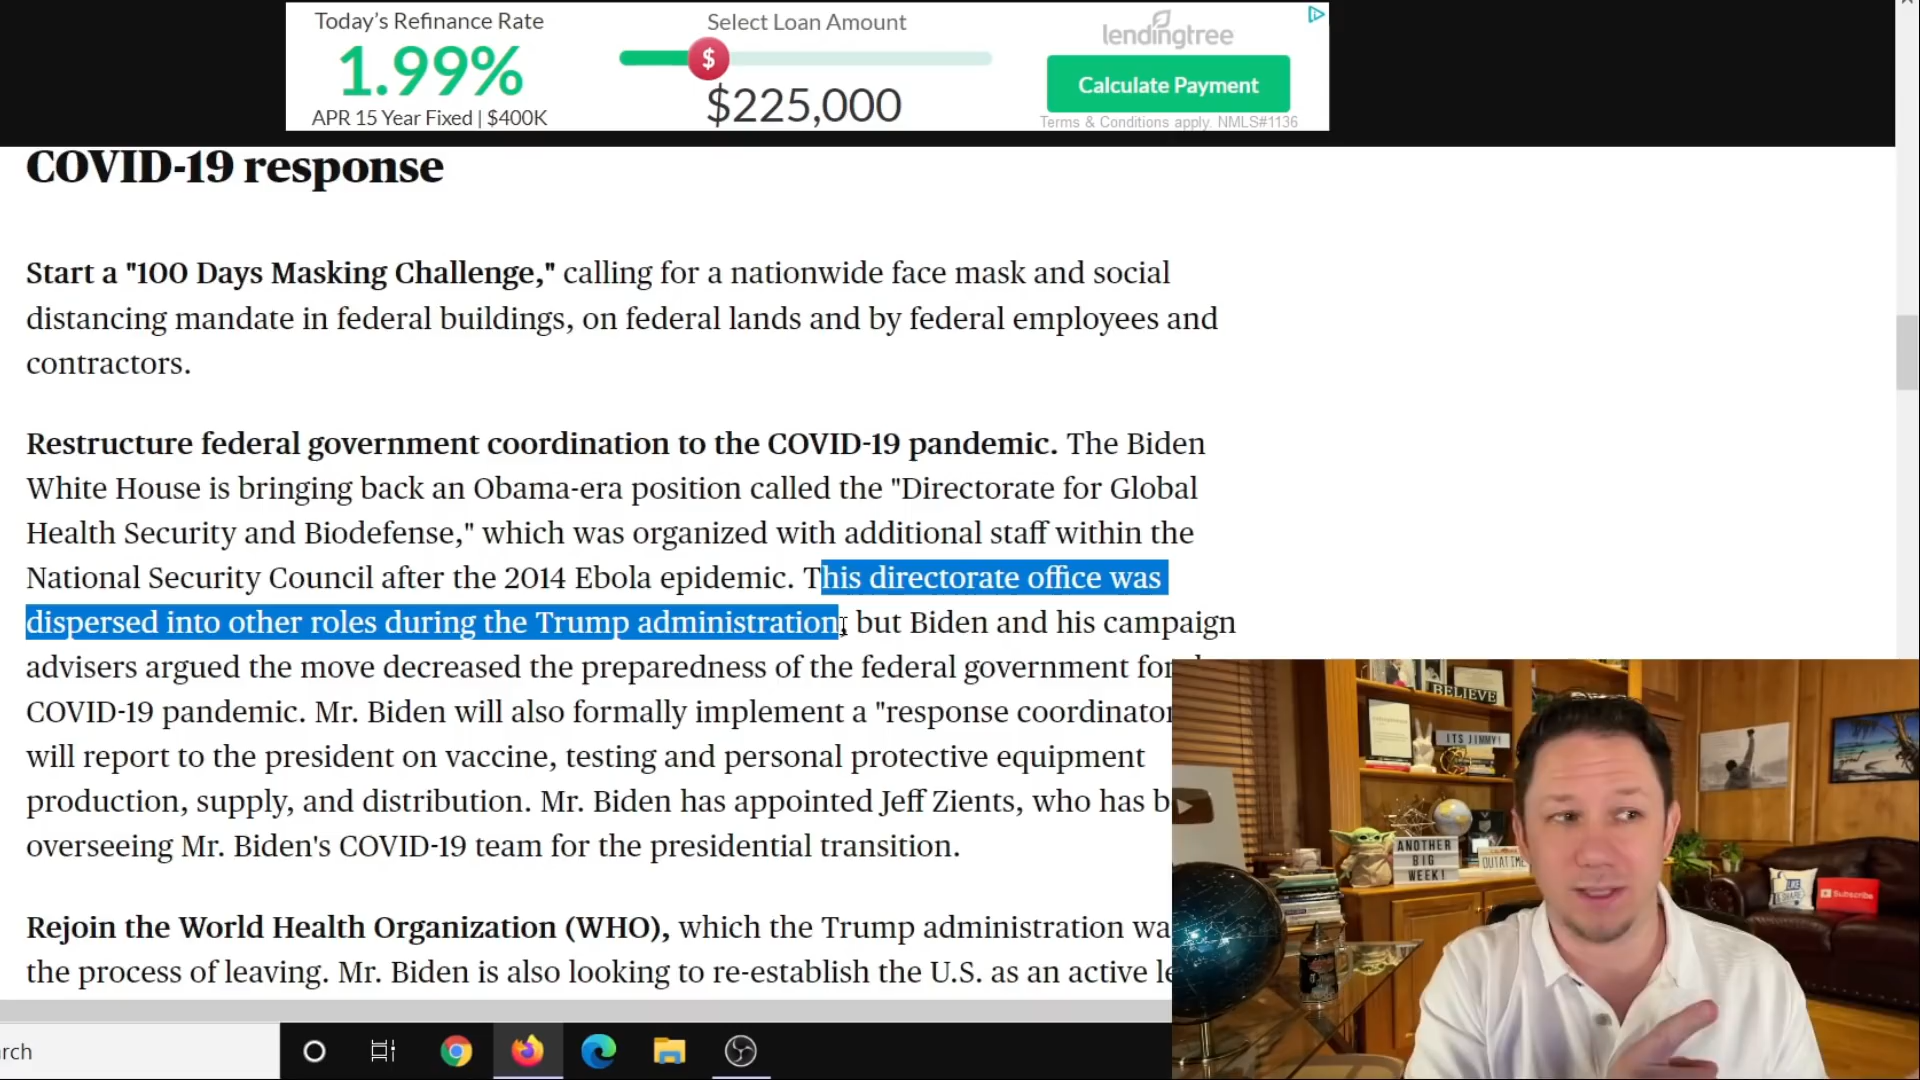 Today's Refinance Rate
1.99%
APR 15 Year Fixed | $400K
Select Loan Amount
$
$225,000
lendingtree
Calculate Payment
Terms & Conditions apply. NMLS#1136
COVID-19 response
Start a "100 Days Masking Challenge," calling for a nationwide face mask and social
distancing mandate in federal buildings, on federal lands and by federal employees and
contractors.
Restructure federal government coordination to the COVID-19 pandemic. The Biden
White House is bringing back an Obama-era position called the "Directorate for Global
Health Security and Biodefense," which was organized with additional staff within the
National Security Council after the 2014 Ebola epidemic. This directorate office was
dispersed into other roles during the Trump administration, but Biden and his campaign
advisers argued the move decreased the preparedness of the federal government for
COVID-19 pandemic. Mr. Biden will also formally implement a "response coordinator
will report to the president on vaccine, testing and personal protective equipment
production, supply, and distribution. Mr. Biden has appointed Jeff Zients, who has b
overseeing Mr. Biden's COVID-19 team for the presidential transition.
Rejoin the World Health Organization (WHO), which the Trump administration wa
the process of leaving. Mr. Biden is also looking to re-establish the U.S. as an active le
BELIEVE
ITS JIMMY!
ANOTHER
BIG
WEEK!
OUTATIME
LIKE
SHARE
Subscribe
rch